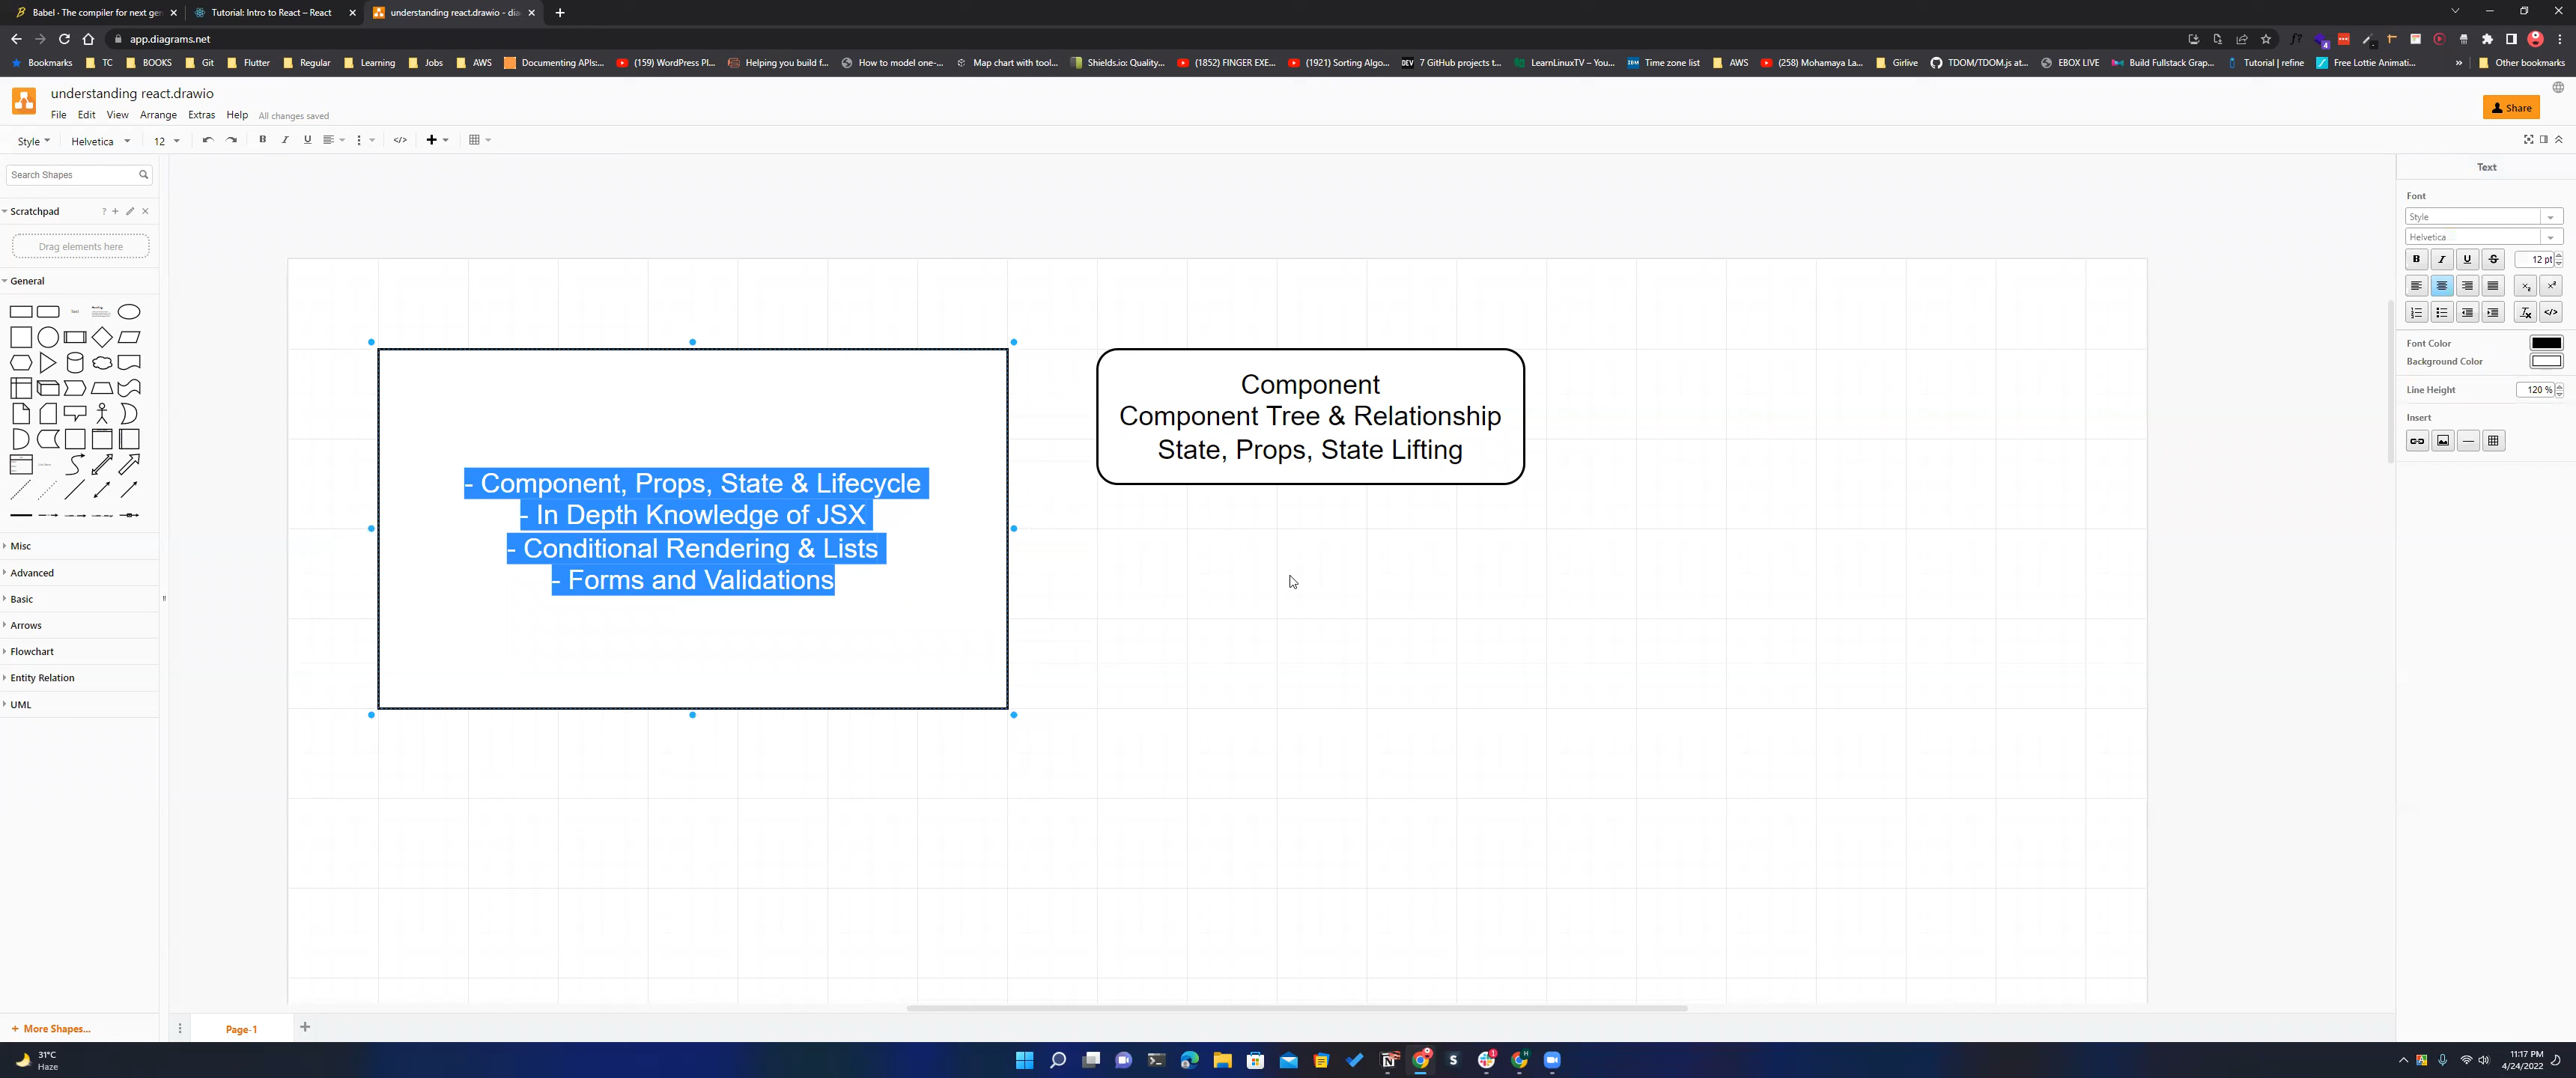 Babel · The compiler for next gen
Tutorial: Intro to React – React
understanding react.drawio - dia
app.diagrams.net
Bookmarks TC BOOKS Git Flutter Regular Learning Jobs AWS Documenting APIs:... (159) WordPress Pl... Helping you build f... How to model one-... Map chart with tool... Shields.io: Quality... (1852) FINGER EXE... (1921) Sorting Algo... DEV 7 GitHub projects t... LearnLinuxTV – You... IBM Time zone list AWS (258) Mohamaya La... Girlive TDOM/TDOM.js at... EBOX LIVE Build Fullstack Grap... Tutorial | refine Free Lottie Animati... » Other bookmarks
understanding react.drawio
File Edit View Arrange Extras Help All changes saved
Share
Style Helvetica 12 B I U </>
Search Shapes
Scratchpad ?
Drag elements here
General
Text
Misc
Advanced
Basic
Arrows
Flowchart
Entity Relation
UML
+ More Shapes...
- Component, Props, State & Lifecycle
- In Depth Knowledge of JSX
- Conditional Rendering & Lists
- Forms and Validations
Component
Component Tree & Relationship
State, Props, State Lifting
Text
Font
Style
Helvetica
B I U S 12 pt
Font Color
Background Color
Line Height 120 %
Insert
Page-1
31°C
Haze
11:17 PM
4/24/2022